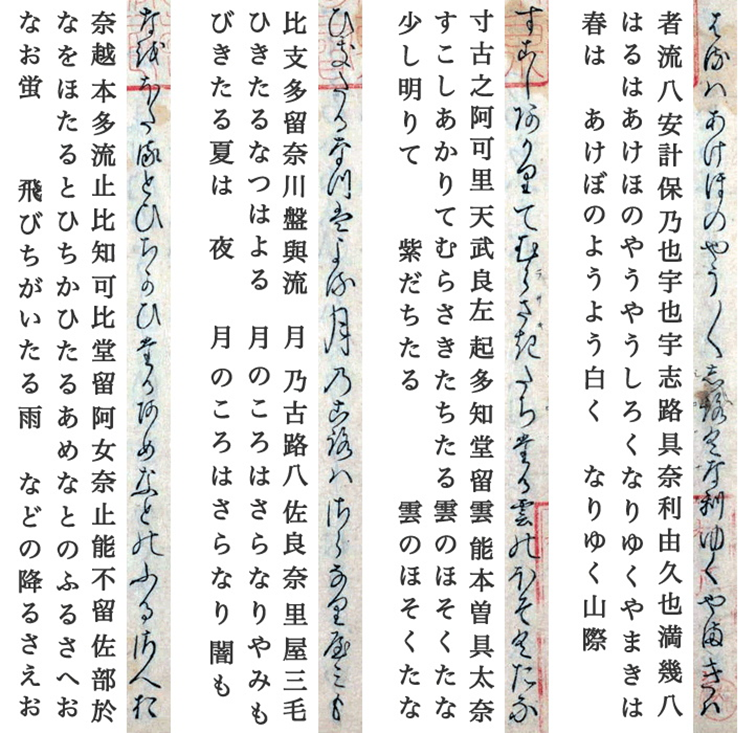 はるはあけほのやう〱しろくなりゆくやまきは
者流八安計保乃也宇也宇志路具奈利由久也満幾八
はるはあけほのやうやうしろくなりゆくやまきは
春は　あけぼのようよう白く　なりゆく山際
すこしあかりてむらさきたちたる雲のほそくたな
寸古之阿可里天武良左起多知堂留雲能本曽具太奈
すこしあかりてむらさきたちたる雲のほそくたな
少し明りて　紫だちたる　雲のほそくたな
ひきたるなつはよる月のころはさらなりやみも
比支多留奈川盤與流　月乃古路八佐良奈里屋三毛
ひきたるなつはよる　月のころはさらなりやみも
びきたる夏は　夜　月のころはさらなり闇も
なをほたるとひちかひたるあめなとのふるさへお
奈越本多流止比知可比堂留阿女奈止能不留佐部於
なをほたるとひちかひたるあめなとのふるさへお
なお蛍　飛びちがいたる雨　などの降るさえお